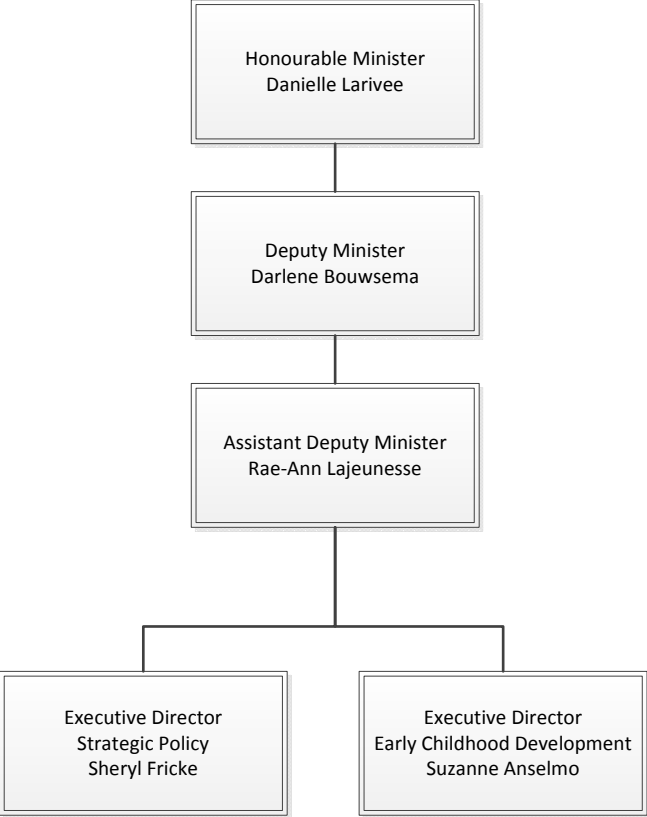 Honourable Minister
Danielle Larivee
Deputy Minister
Darlene Bouwsema
Assistant Deputy Minister
Rae-Ann Lajeunesse
Executive Director
Strategic Policy
Sheryl Fricke
Executive Director
Early Childhood Development
Suzanne Anselmo